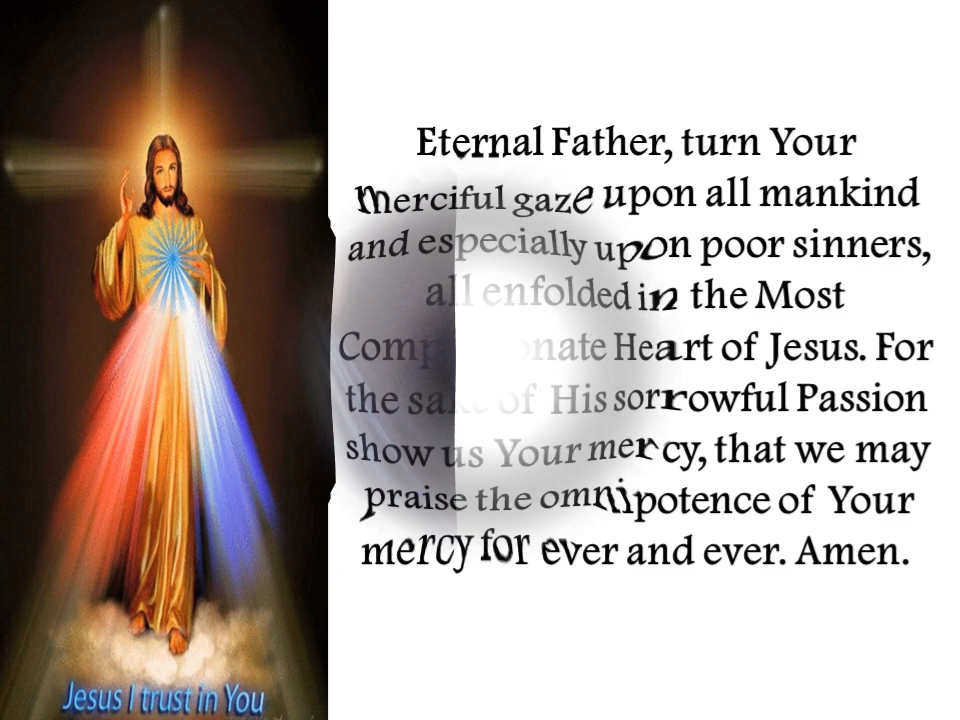 Eternal Father, turn Your
merciful gaze upon all mankind
and especially upon poor sinners,
all enfolded in the Most
Heart of Jesus. For
the sake of His sorrowful Passion
show us Your mercy, that we may
praise the omnipotence of Your
mercy for ever and ever. Amen.
Jesus I trust in You